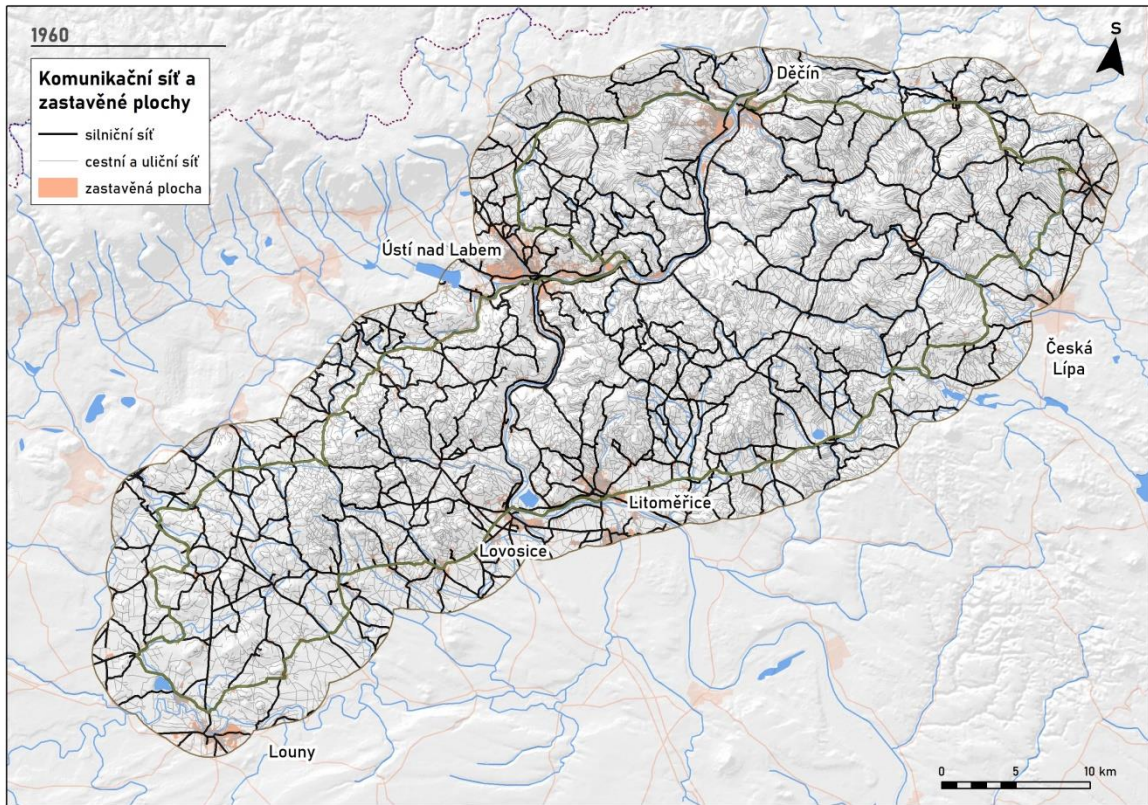 1960
Komunikační síť a
zastavěné plochy
silniční síť
cestní a uliční síť
zastavěná plocha
S
Děčín
Ústí nad Labem
Česká
Lípa
Litoměřice
Lovosice
Louny
0 5 10 km